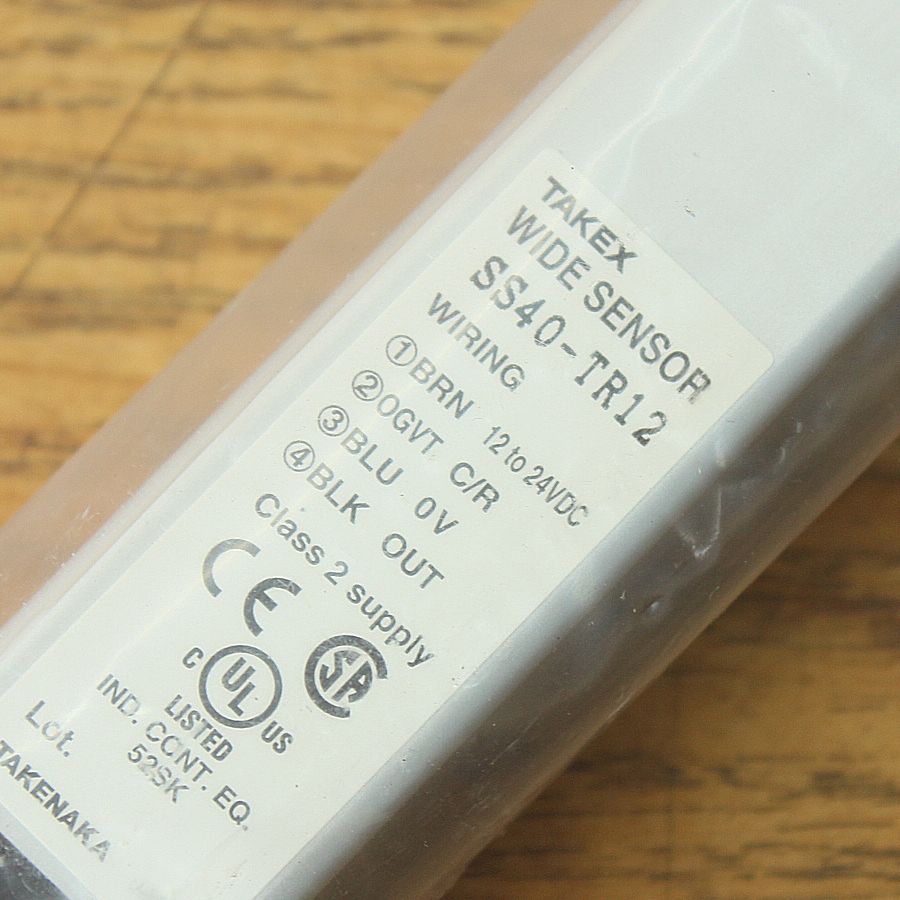 TAKEX
WIDE SENSOR
SS40-TR12
WIRING
①BRN 12 to 24VDC
②OGVT C/R
③BLU 0V
④BLK OUT
Class 2 supply
CE
C UL US
SA
LISTED
IND. CONT. EQ.
52SK
Lot.
TAKENAKA